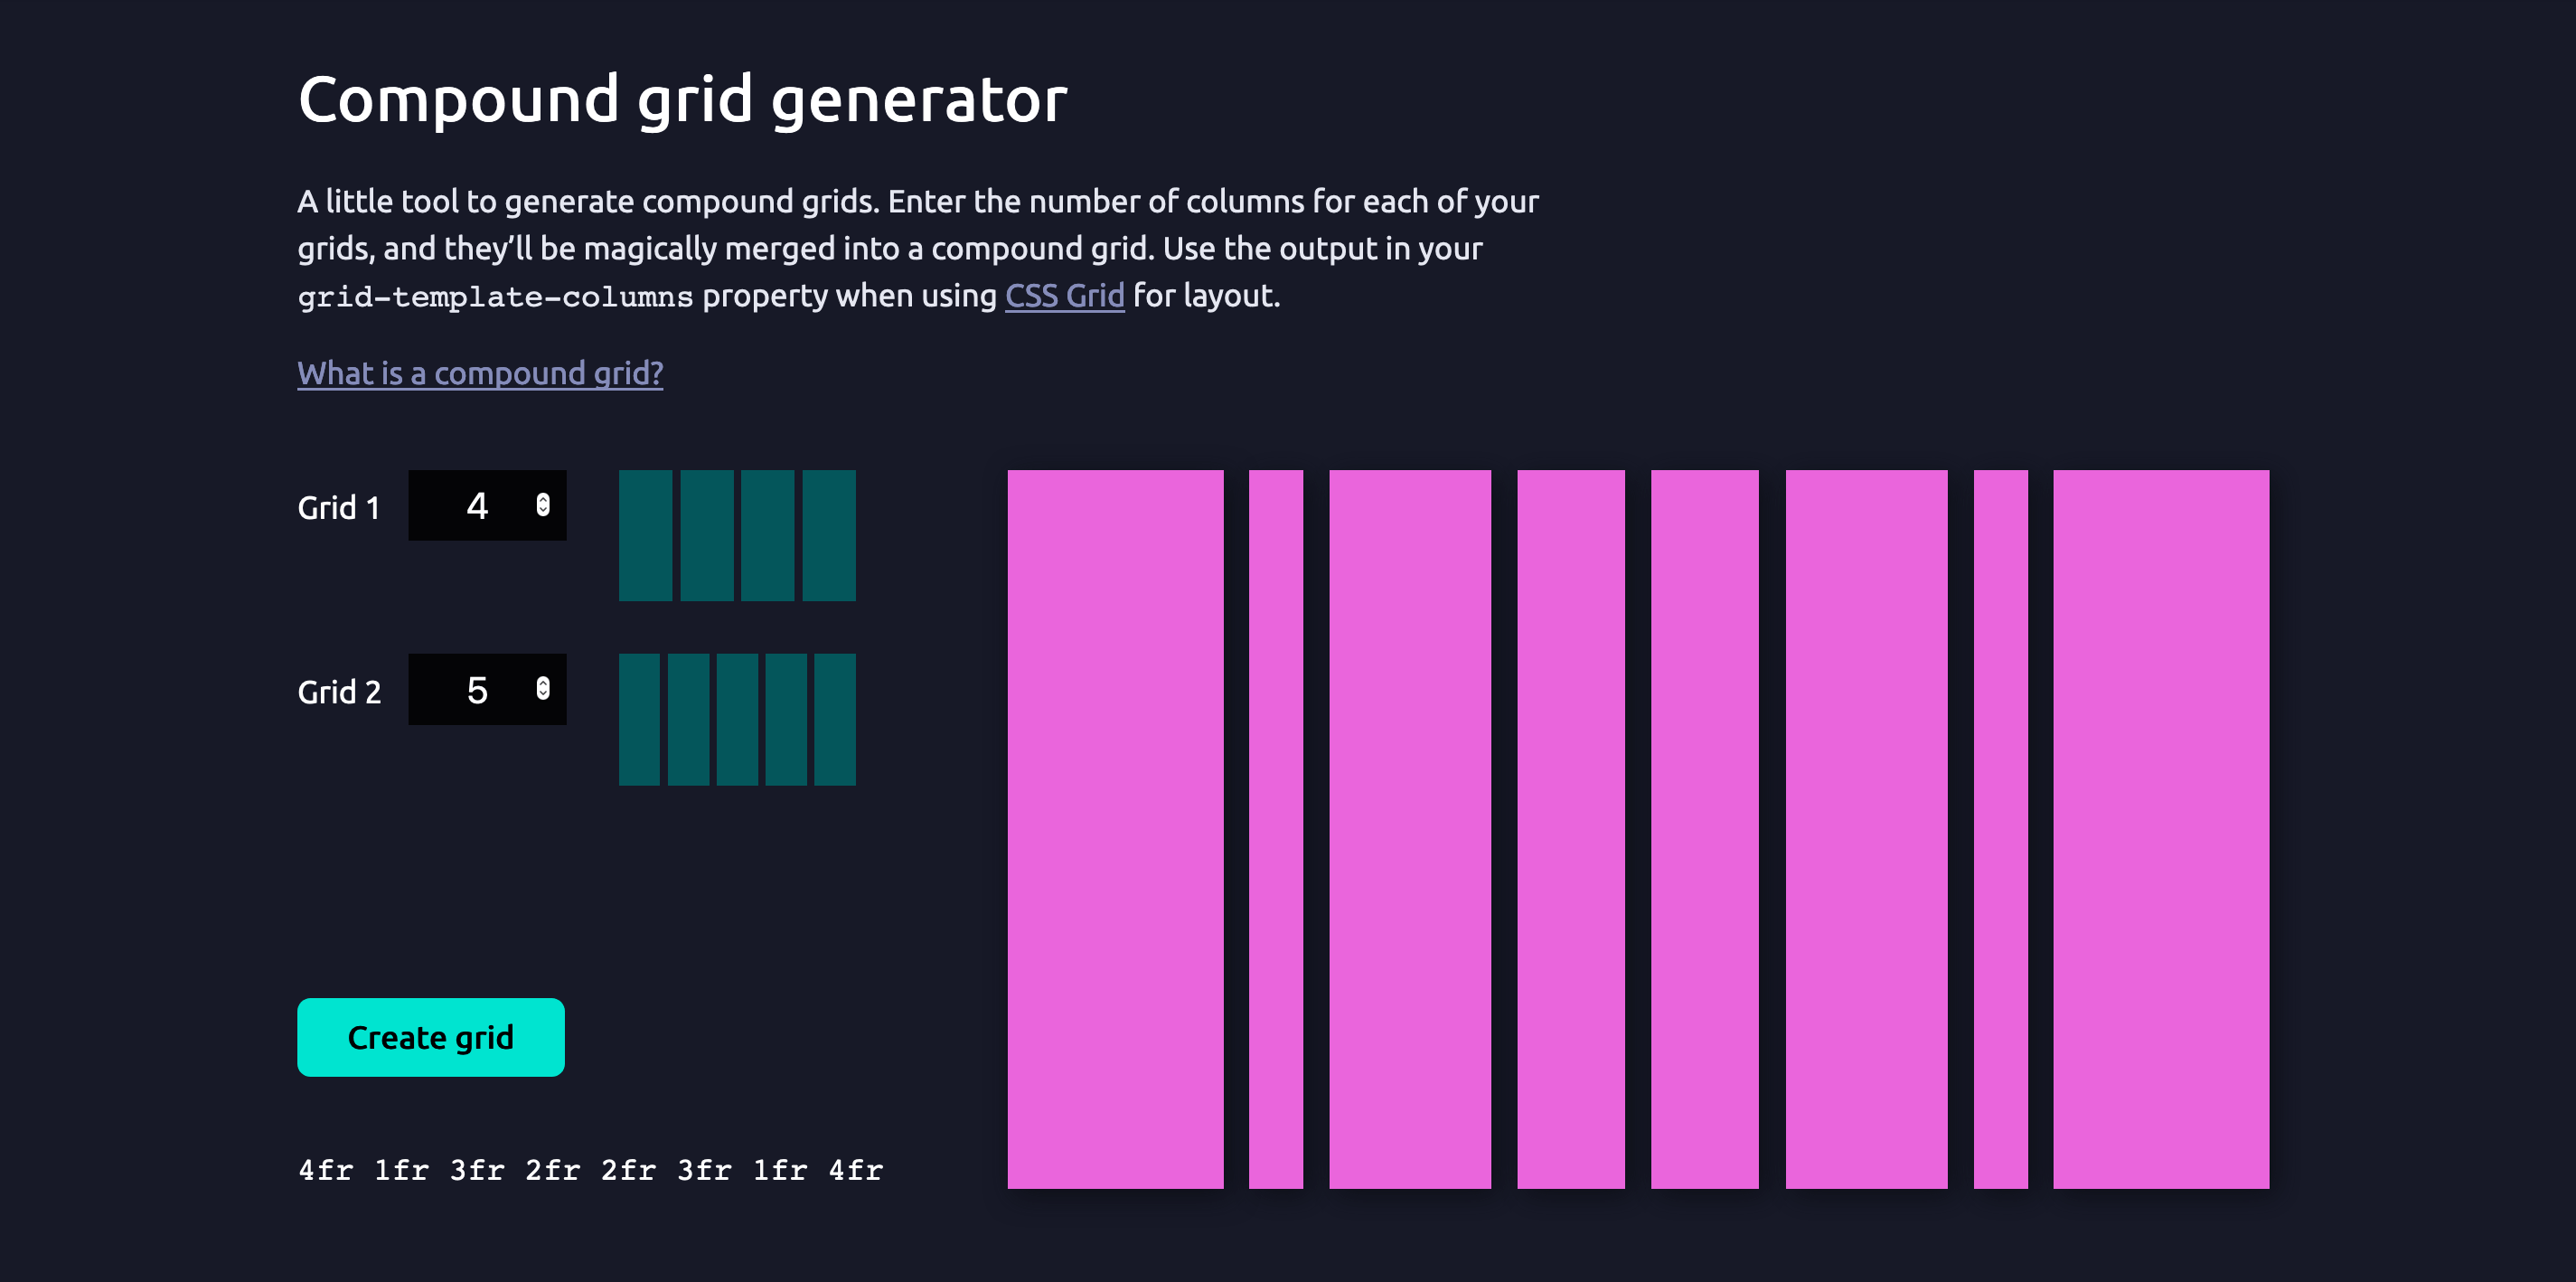 Compound grid generator
A little tool to generate compound grids. Enter the number of columns for each of your
grids, and they’ll be magically merged into a compound grid. Use the output in your
grid-template-columns property when using CSS Grid for layout.
What is a compound grid?
Grid 1 4
Grid 2 5
Create grid
4fr 1fr 3fr 2fr 2fr 3fr 1fr 4fr